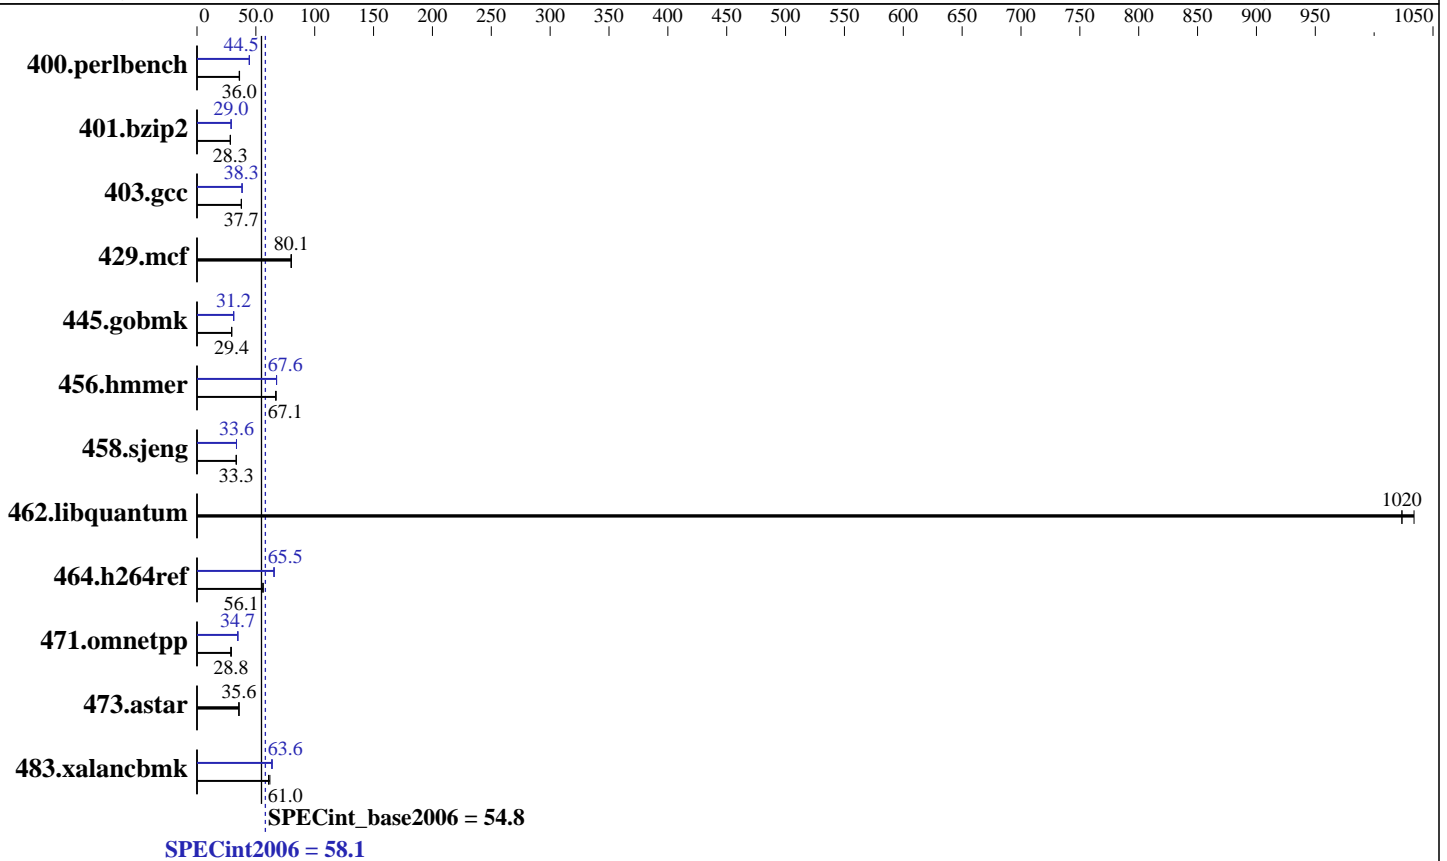 0 50.0 100 150 200 250 300 350 400 450 500 550 600 650 700 750 800 850 900 950 1050
44.5
400.perlbench
36.0
29.0
401.bzip2
28.3
38.3
403.gcc
37.7
80.1
429.mcf
31.2
445.gobmk
29.4
67.6
456.hmmer
67.1
33.6
458.sjeng
33.3
1020
462.libquantum
65.5
464.h264ref
56.1
34.7
471.omnetpp
28.8
35.6
473.astar
63.6
483.xalancbmk
61.0
SPECint_base2006 = 54.8
SPECint2006 = 58.1